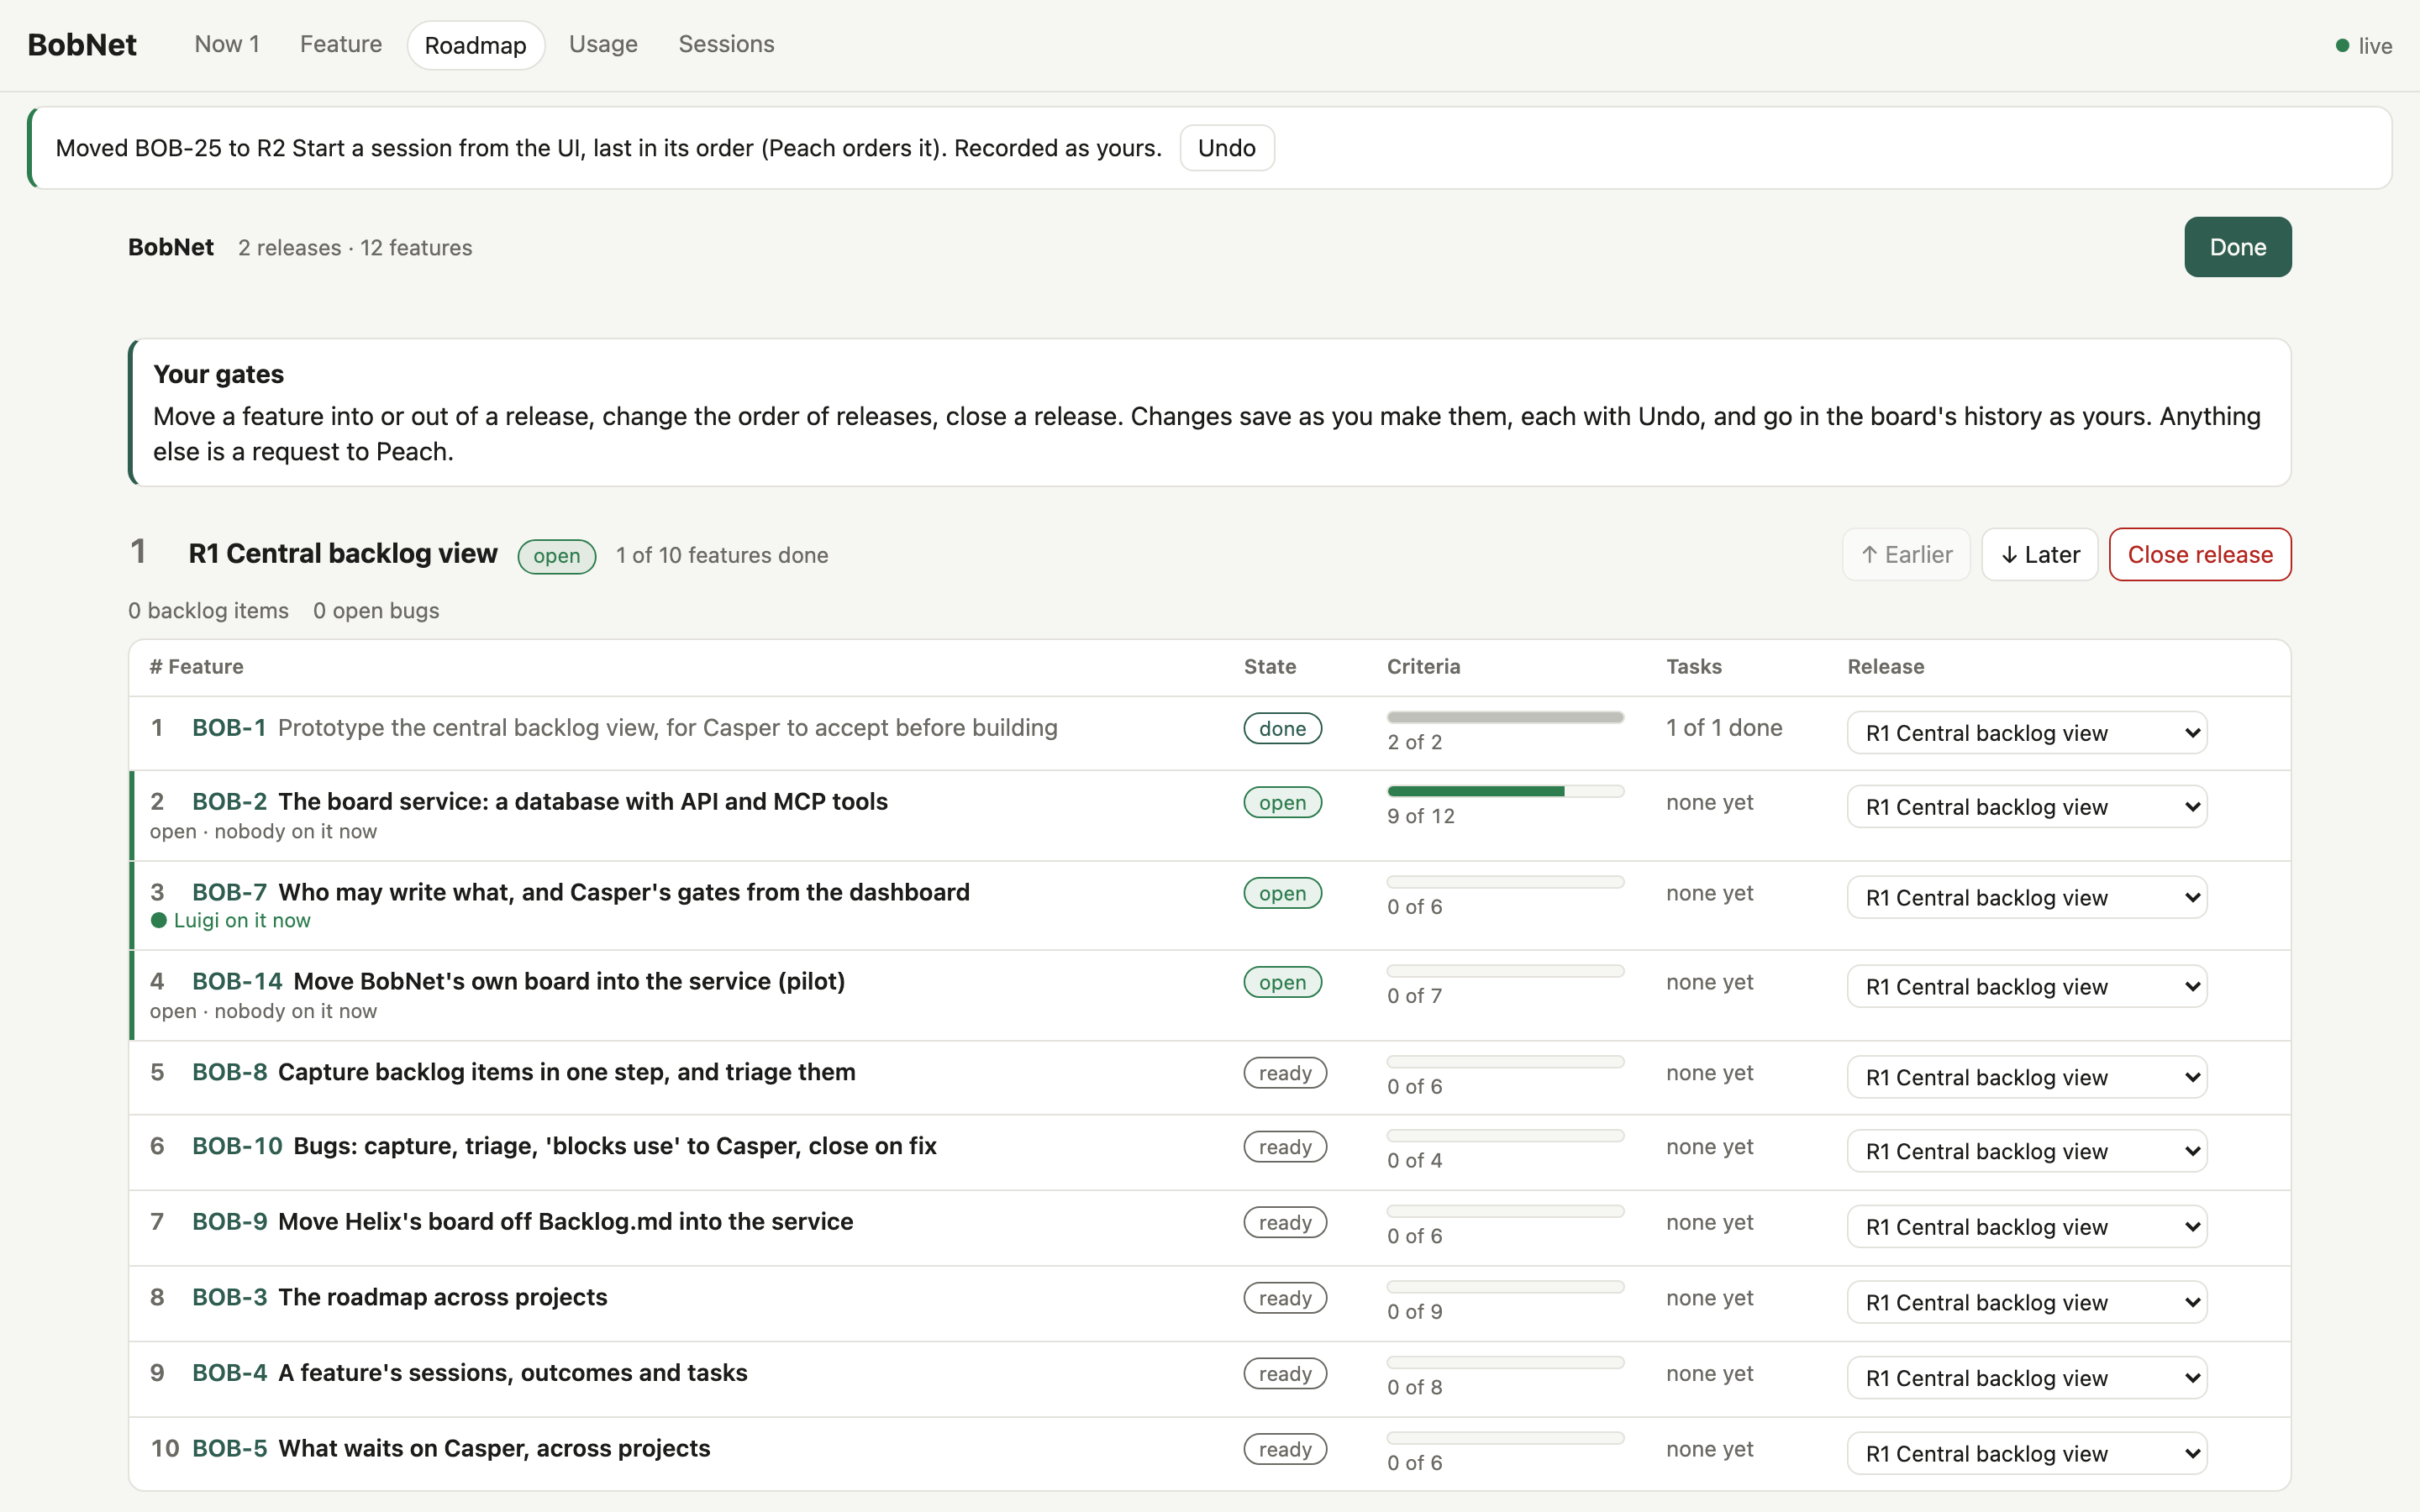 BobNet Now 1 Feature Roadmap Usage Sessions live
Moved BOB-25 to R2 Start a session from the UI, last in its order (Peach orders it). Recorded as yours. Undo
BobNet 2 releases · 12 features Done
Your gates
Move a feature into or out of a release, change the order of releases, close a release. Changes save as you make them, each with Undo, and go in the board's history as yours. Anything
else is a request to Peach.
1 R1 Central backlog view open 1 of 10 features done ↑ Earlier ↓ Later Close release
0 backlog items 0 open bugs
# Feature State Criteria Tasks Release
1 BOB-1 Prototype the central backlog view, for Casper to accept before building done 1 of 1 done R1 Central backlog view
2 of 2
2 BOB-2 The board service: a database with API and MCP tools open none yet R1 Central backlog view
open · nobody on it now 9 of 12
3 BOB-7 Who may write what, and Casper's gates from the dashboard open none yet R1 Central backlog view
Luigi on it now 0 of 6
4 BOB-14 Move BobNet's own board into the service (pilot) open none yet R1 Central backlog view
open · nobody on it now 0 of 7
5 BOB-8 Capture backlog items in one step, and triage them ready none yet R1 Central backlog view
0 of 6
6 BOB-10 Bugs: capture, triage, 'blocks use' to Casper, close on fix ready none yet R1 Central backlog view
0 of 4
7 BOB-9 Move Helix's board off Backlog.md into the service ready none yet R1 Central backlog view
0 of 6
8 BOB-3 The roadmap across projects ready none yet R1 Central backlog view
0 of 9
9 BOB-4 A feature's sessions, outcomes and tasks ready none yet R1 Central backlog view
0 of 8
10 BOB-5 What waits on Casper, across projects ready none yet R1 Central backlog view
0 of 6